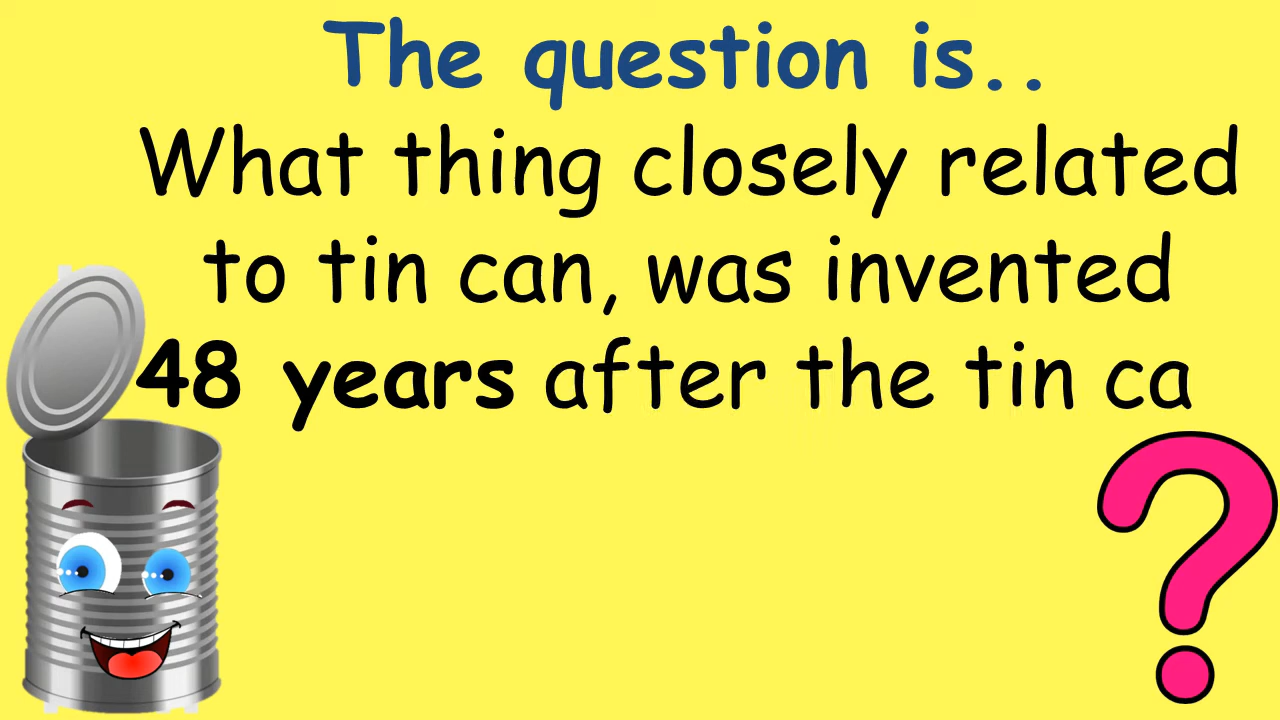 The question is..
What thing closely related
to tin can, was invented
48 years after the tin ca